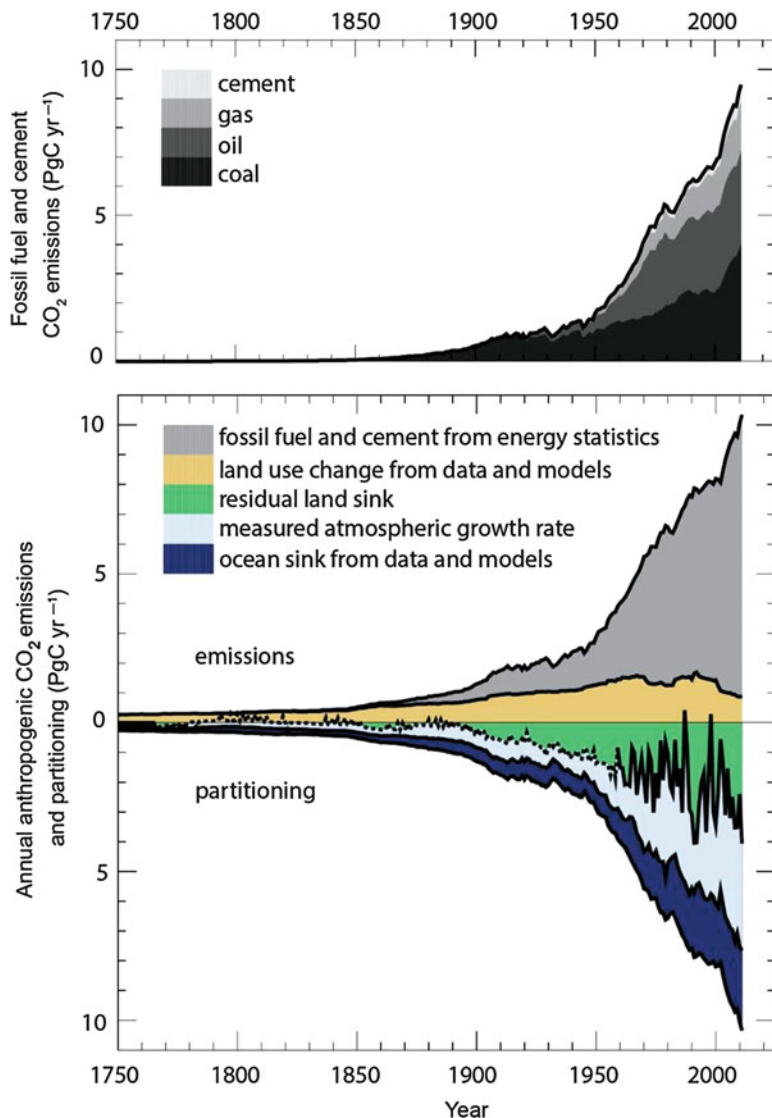 1750 1800 1850 1900 1950 2000
10
5
0
Fossil fuel and cement
CO₂ emissions (PgC yr⁻¹)
cement
gas
oil
coal
10
5
0
5
10
Annual anthropogenic CO₂ emissions
and partitioning (PgC yr⁻¹)
fossil fuel and cement from energy statistics
land use change from data and models
residual land sink
measured atmospheric growth rate
ocean sink from data and models
emissions
partitioning
1750 1800 1850 1900 1950 2000
Year